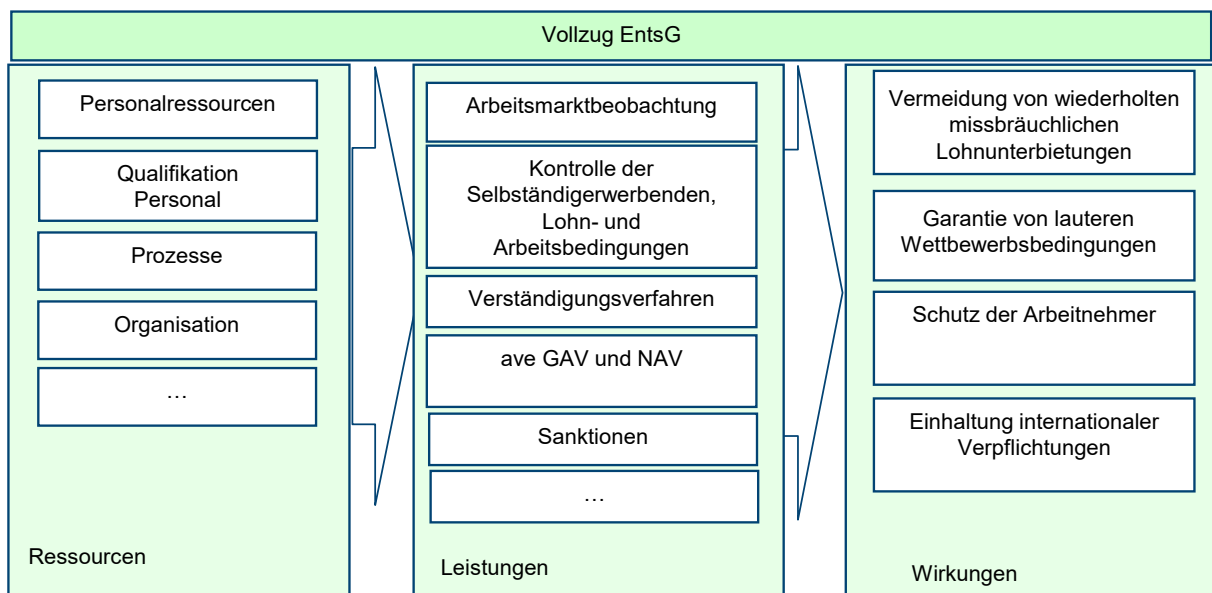 Vollzug EntsG
Personalressourcen
Qualifikation
Personal
Prozesse
Organisation
…
Ressourcen
Arbeitsmarktbeobachtung
Kontrolle der
Selbständigerwerbenden,
Lohn- und
Arbeitsbedingungen
Verständigungsverfahren
ave GAV und NAV
Sanktionen
…
Leistungen
Vermeidung von wiederholten
missbräuchlichen
Lohnunterbietungen
Garantie von lauteren
Wettbewerbsbedingungen
Schutz der Arbeitnehmer
Einhaltung internationaler
Verpflichtungen
Wirkungen